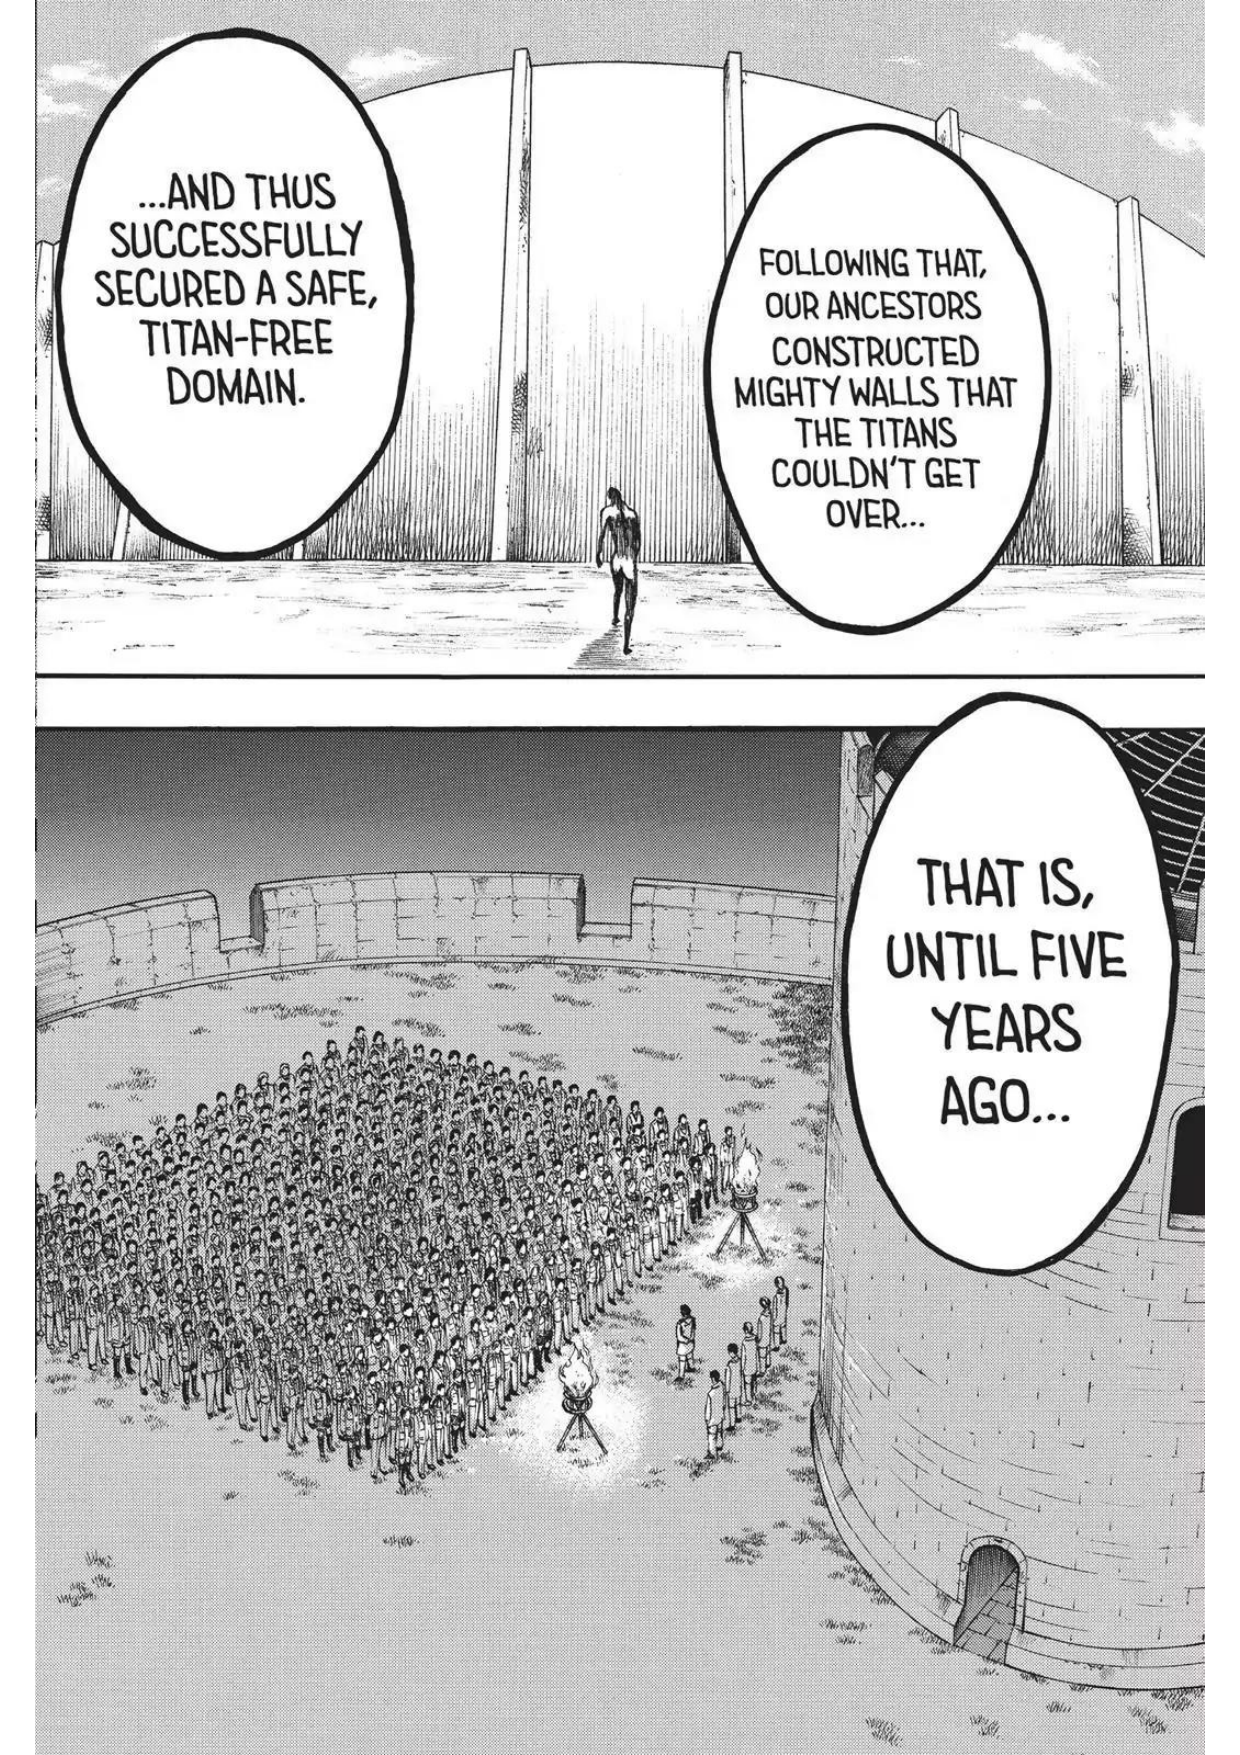 FOLLOWING THAT,
OUR ANCESTORS
CONSTRUCTED
MIGHTY WALLS THAT
THE TITANS
COULDN'T GET
OVER...
...AND THUS
SUCCESSFULLY
SECURED A SAFE,
TITAN-FREE
DOMAIN.
THAT IS,
UNTIL FIVE
YEARS
AGO...